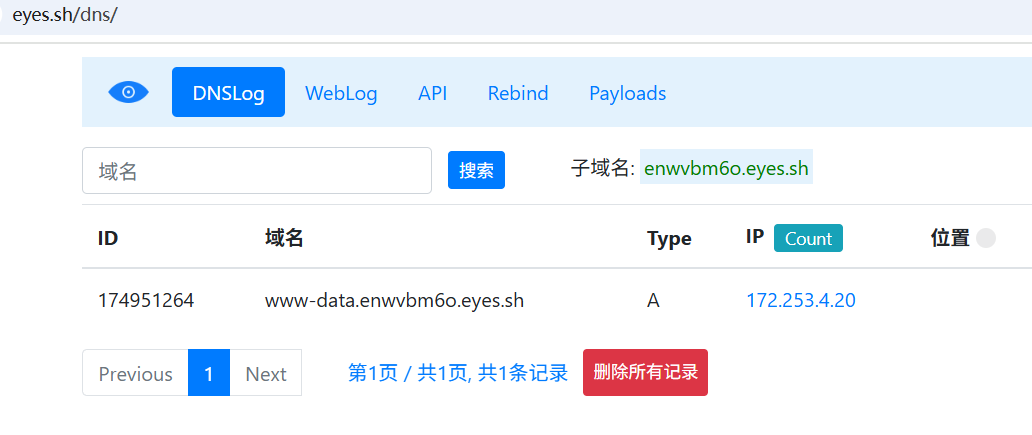 eyes.sh/dns/
DNSLog WebLog API Rebind Payloads
域名 搜索 子域名: enwvbm6o.eyes.sh
ID 域名 Type IP Count 位置
174951264 www-data.enwvbm6o.eyes.sh A 172.253.4.20
Previous 1 Next 第1页 / 共1页, 共1条记录 删除所有记录